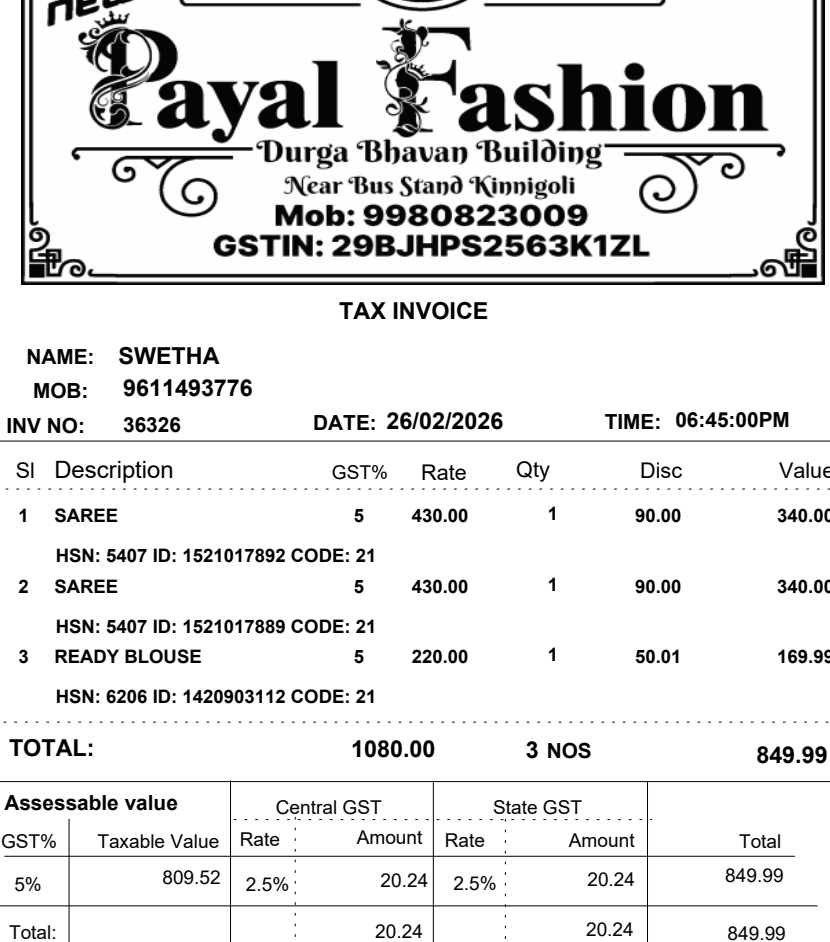 new
Payal Fashion
Durga Bhavan Building
Near Bus Stand Kinnigoli
Mob: 9980823009
GSTIN: 29BJHPS2563K1ZL
TAX INVOICE
NAME: SWETHA
MOB: 9611493776
INV NO: 36326 DATE: 26/02/2026 TIME: 06:45:00PM
Sl Description GST% Rate Qty Disc Value
1 SAREE 5 430.00 1 90.00 340.00
HSN: 5407 ID: 1521017892 CODE: 21
2 SAREE 5 430.00 1 90.00 340.00
HSN: 5407 ID: 1521017889 CODE: 21
3 READY BLOUSE 5 220.00 1 50.01 169.99
HSN: 6206 ID: 1420903112 CODE: 21
TOTAL: 1080.00 3 NOS 849.99
Assessable value Central GST State GST
GST% Taxable Value Rate Amount Rate Amount Total
5% 809.52 2.5% 20.24 2.5% 20.24 849.99
Total: 20.24 20.24 849.99